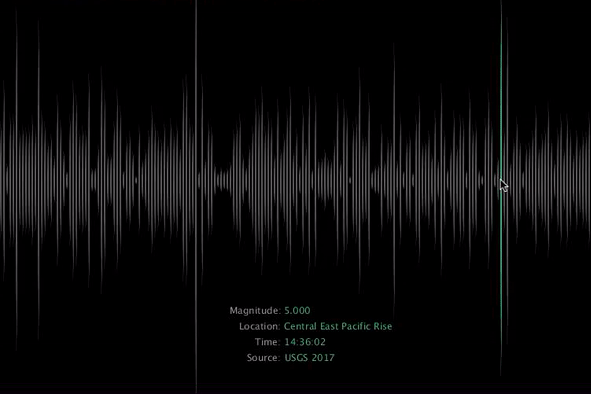 Magnitude: 5.000
Location: Central East Pacific Rise
Time: 14:36:02
Source: USGS 2017